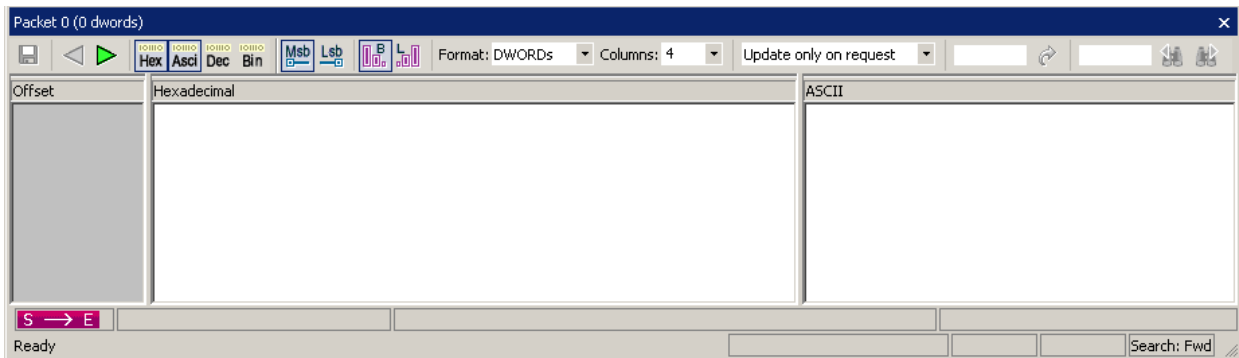 Packet 0 (0 dwords)
Hex Asci Dec Bin Msb Lsb B L Format: DWORDs Columns: 4 Update only on request
Offset Hexadecimal ASCII
S → E
Ready Search: Fwd